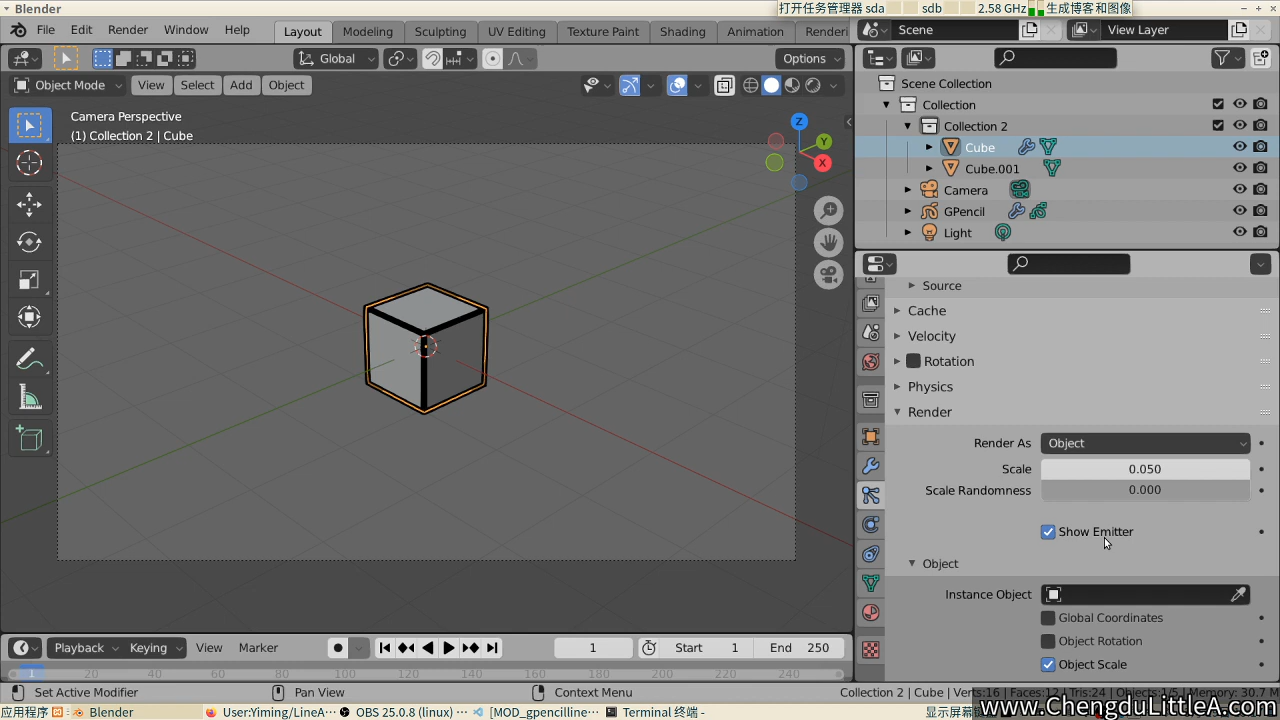 Blender
打开任务管理器 sda sdb 2.58 GHz 生成博客和图像
File Edit Render Window Help
Layout Modeling Sculpting UV Editing Texture Paint Shading Animation Renderi
Scene
View Layer
Global
Options
Object Mode View Select Add Object
Camera Perspective
(1) Collection 2 | Cube
Z
Y
X
Scene Collection
Collection
Collection 2
Cube
Cube.001
Camera
GPencil
Light
Source
Cache
Velocity
Rotation
Physics
Render
Render As Object
Scale 0.050
Scale Randomness 0.000
Show Emitter
Object
Instance Object
Global Coordinates
Object Rotation
Object Scale
Playback Keying View Marker
1
Start 1
End 250
1 20 40 60 80 100 120 140 160 180 200 220 240
Set Active Modifier
Pan View
Context Menu
Collection 2 | Cube | Verts:16 | Faces:12 | Tris:24 | Objects:1/5 | Memory: 30.7 M
应用程序
Blender
User:Yiming/LineA···
OBS 25.0.8 (linux) ···
[MOD_gpencilline···
Terminal 终端 -
显示屏幕
www.ChengduLittleA.com